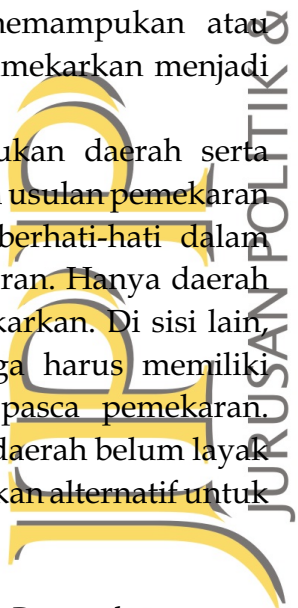 memampukan atau
mekarkan menjadi
ukan daerah serta
usulan pemekaran
berhati-hati dalam
ran. Hanya daerah
karkan. Di sisi lain,
ga harus memiliki
pasca pemekaran.
daerah belum layak
kan alternatif untuk
JURUSAN POLITIK &
jpp